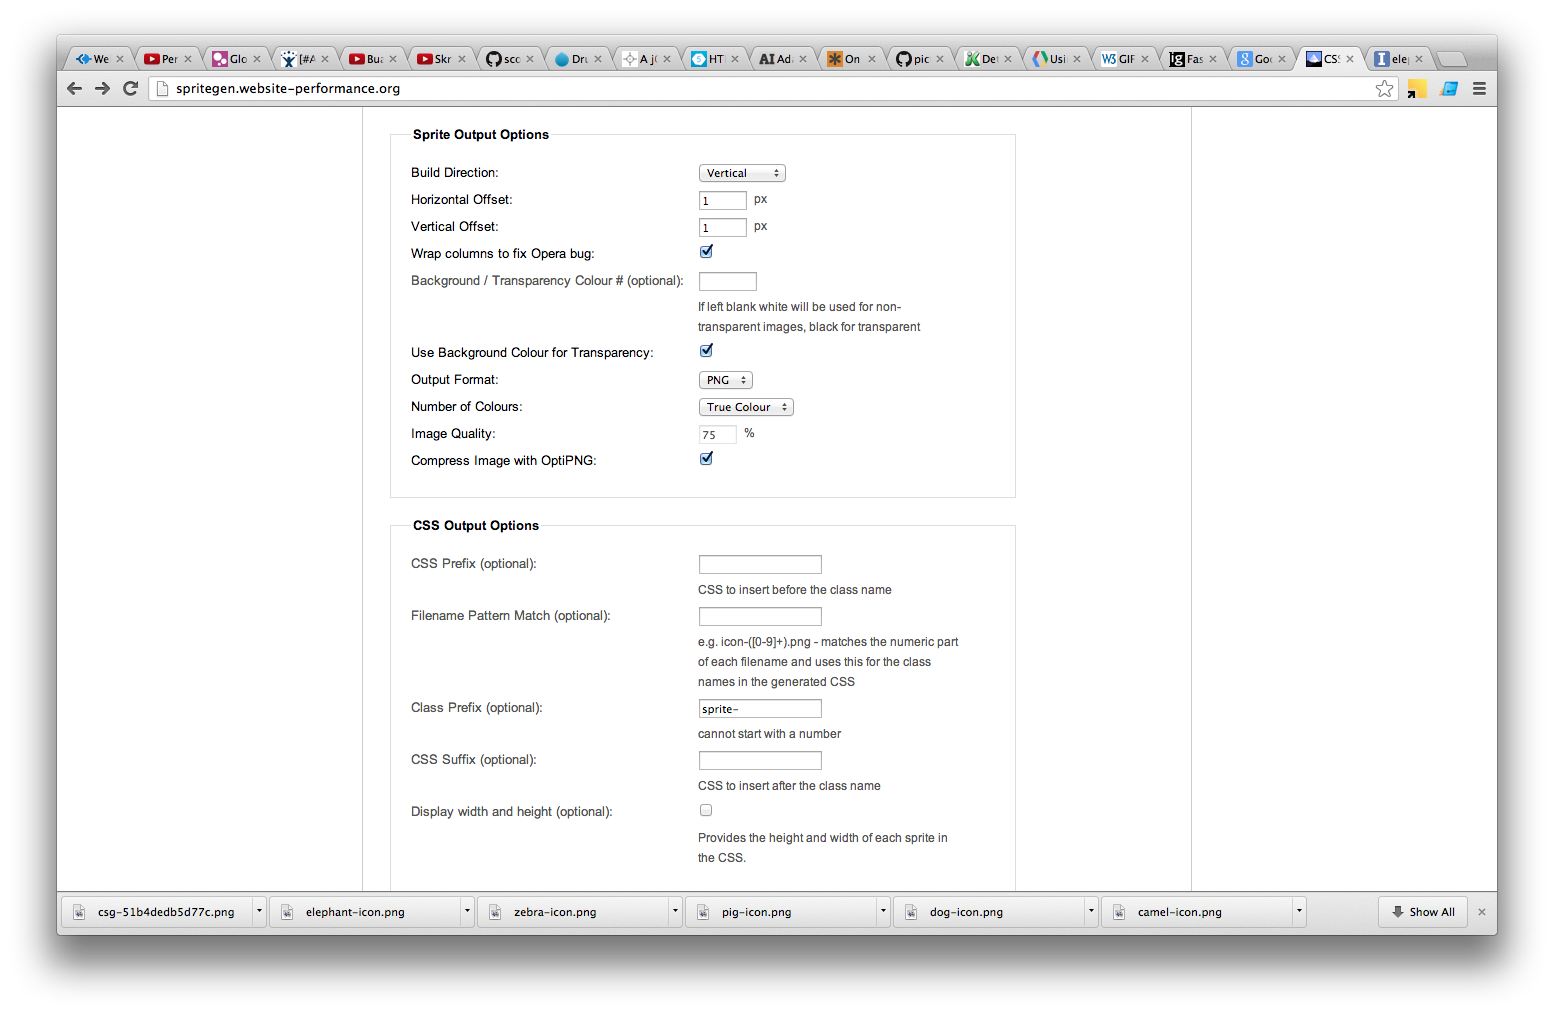 We
Per
Glo
[#A
Bua
Skr
sco
Dru
A jC
HT
AI Ad
On
pic
De
Usi
W3 GIF
ig Fas
8 Goo
CSS
I ele
spritegen.website-performance.org
Sprite Output Options
Build Direction: Vertical
Horizontal Offset: 1 px
Vertical Offset: 1 px
Wrap columns to fix Opera bug:
Background / Transparency Colour # (optional):
If left blank white will be used for non-
transparent images, black for transparent
Use Background Colour for Transparency:
Output Format: PNG
Number of Colours: True Colour
Image Quality: 75 %
Compress Image with OptiPNG:
CSS Output Options
CSS Prefix (optional):
CSS to insert before the class name
Filename Pattern Match (optional):
e.g. icon-([0-9]+).png - matches the numeric part
of each filename and uses this for the class
names in the generated CSS
Class Prefix (optional): sprite-
cannot start with a number
CSS Suffix (optional):
CSS to insert after the class name
Display width and height (optional):
Provides the height and width of each sprite in
the CSS.
csg-51b4dedb5d77c.png
elephant-icon.png
zebra-icon.png
pig-icon.png
dog-icon.png
camel-icon.png
Show All